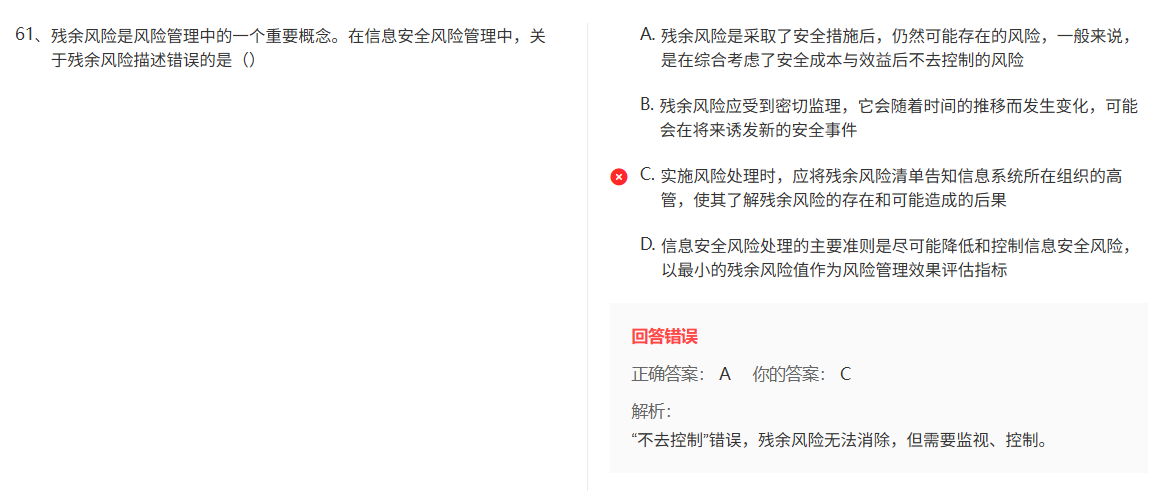 61、残余风险是风险管理中的一个重要概念。在信息安全风险管理中，关
于残余风险描述错误的是（）
A. 残余风险是采取了安全措施后，仍然可能存在的风险，一般来说，
是在综合考虑了安全成本与效益后不去控制的风险
B. 残余风险应受到密切监理，它会随着时间的推移而发生变化，可能
会在将来诱发新的安全事件
C. 实施风险处理时，应将残余风险清单告知信息系统所在组织的高
管，使其了解残余风险的存在和可能造成的后果
D. 信息安全风险处理的主要准则是尽可能降低和控制信息安全风险，
以最小的残余风险值作为风险管理效果评估指标
回答错误
正确答案： A 你的答案： C
解析：
“不去控制”错误，残余风险无法消除，但需要监视、控制。